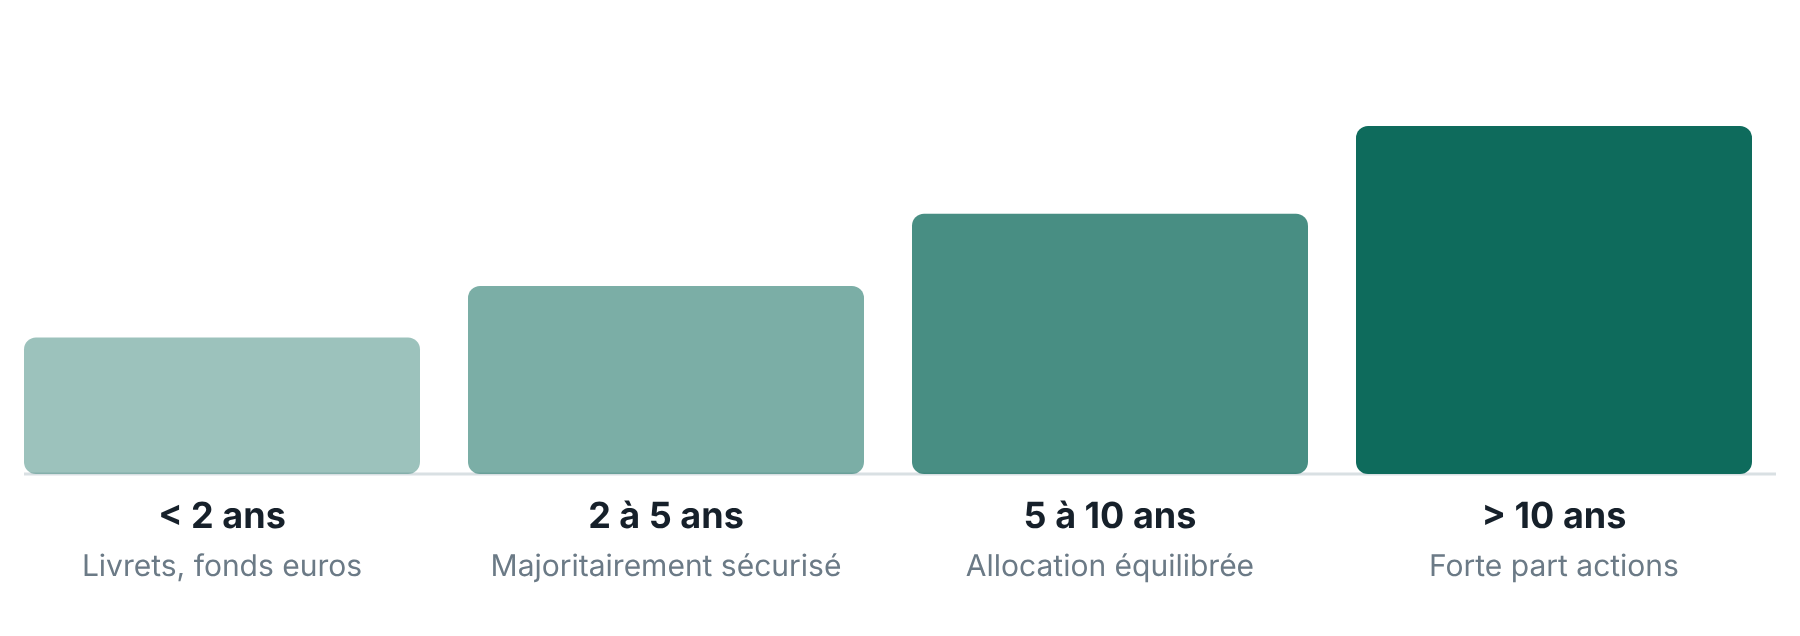 < 2 ans
Livrets, fonds euros
2 à 5 ans
Majoritairement sécurisé
5 à 10 ans
Allocation équilibrée
> 10 ans
Forte part actions